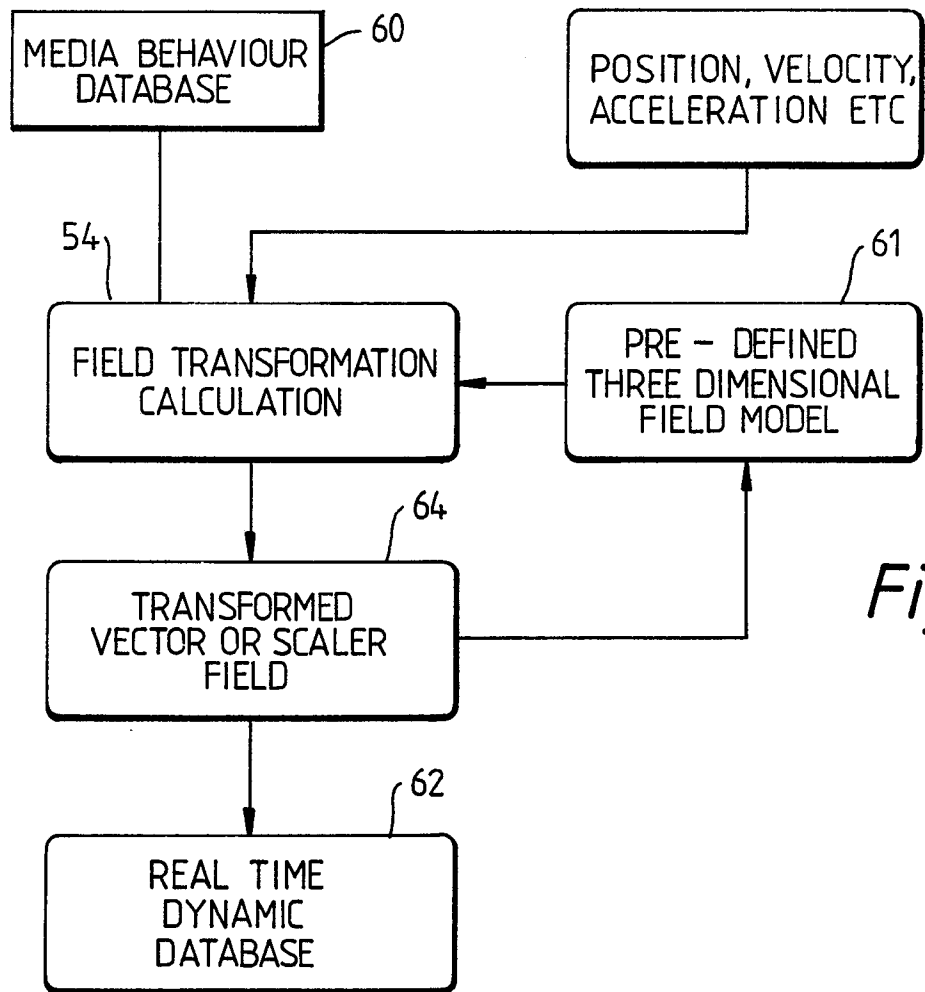 60
MEDIA BEHAVIOUR
DATABASE
POSITION, VELOCITY,
ACCELERATION ETC
54
61
FIELD TRANSFORMATION
CALCULATION
PRE - DEFINED
THREE DIMENSIONAL
FIELD MODEL
64
TRANSFORMED
VECTOR OR SCALER
FIELD
62
REAL TIME
DYNAMIC
DATABASE